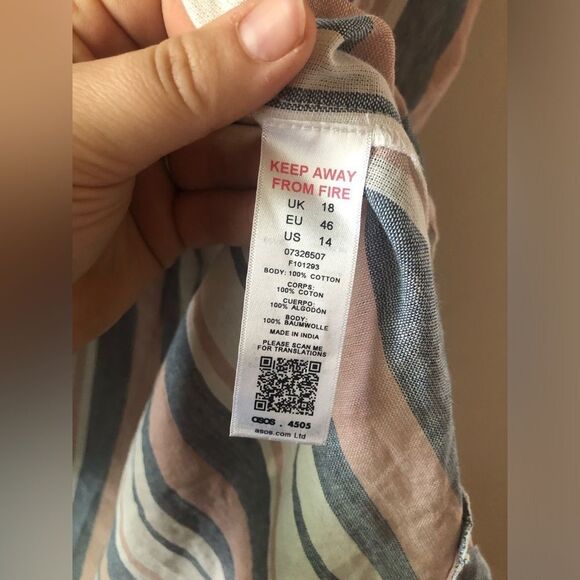 KEEP AWAY
FROM FIRE
UK 18
EU 46
US 14
07326507
F101293
BODY: 100% COTTON
CORPS:
100% COTON
CUERPO:
100% ALGODÓN
BODY:
100% BAUMWOLLE
MADE IN INDIA
PLEASE SCAN ME
FOR TRANSLATIONS
asos . 4505
asos.com Ltd